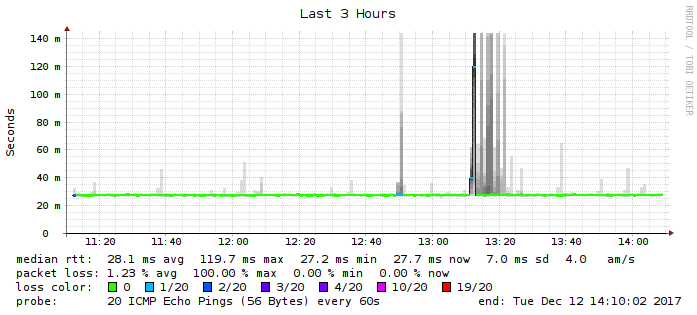 Last 3 Hours
RRDTOOL / TOBI OETIKER
Seconds
140 m
120 m
100 m
80 m
60 m
40 m
20 m
0
11:20 11:40 12:00 12:20 12:40 13:00 13:20 13:40 14:00
median rtt: 28.1 ms avg 119.7 ms max 27.2 ms min 27.7 ms now 7.0 ms sd 4.0 am/s
packet loss: 1.23 % avg 100.00 % max 0.00 % min 0.00 % now
loss color: 0 1/20 2/20 3/20 4/20 10/20 19/20
probe: 20 ICMP Echo Pings (56 Bytes) every 60s end: Tue Dec 12 14:10:02 2017